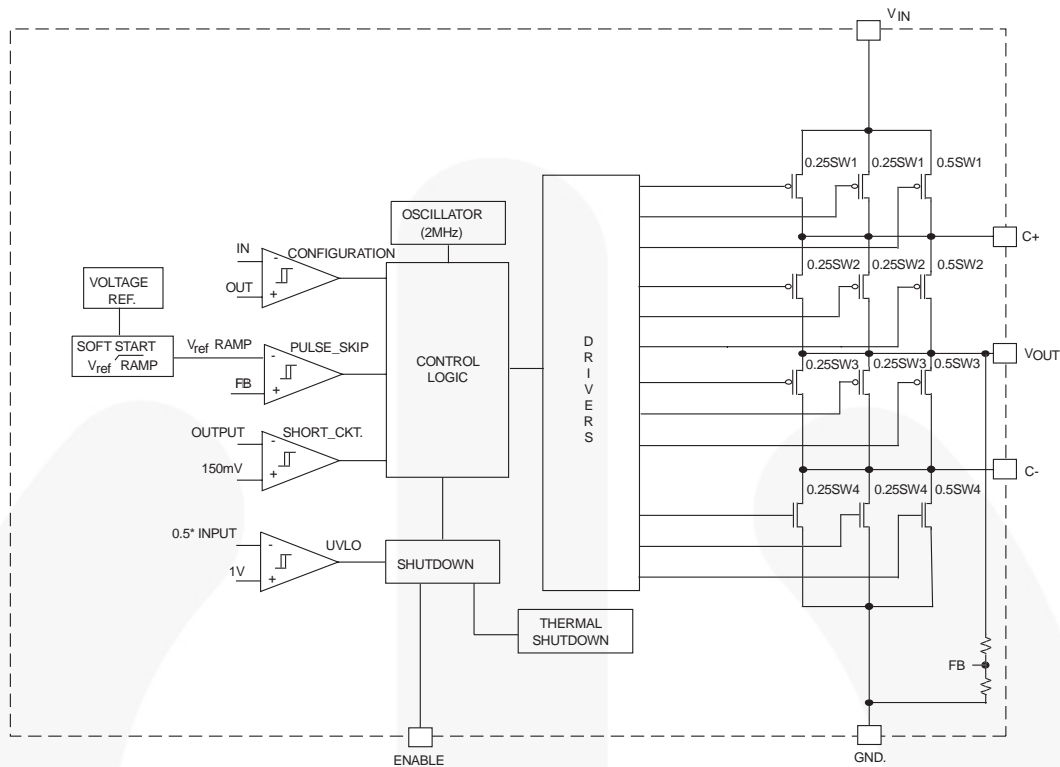 VIN
0.25SW1 0.25SW1 0.5SW1
OSCILLATOR
(2MHz)
C+
IN
CONFIGURATION
OUT
0.25SW2 0.25SW2 0.5SW2
VOLTAGE
REF.
SOFT START
Vref RAMP
Vref RAMP
PULSE_SKIP
FB
CONTROL
LOGIC
DRIVERS
VOUT
0.25SW3 0.25SW3 0.5SW3
OUTPUT
SHORT_CKT.
150mV
C-
0.25SW4 0.25SW4 0.5SW4
0.5* INPUT
UVLO
1V
SHUTDOWN
THERMAL
SHUTDOWN
FB
ENABLE
GND.